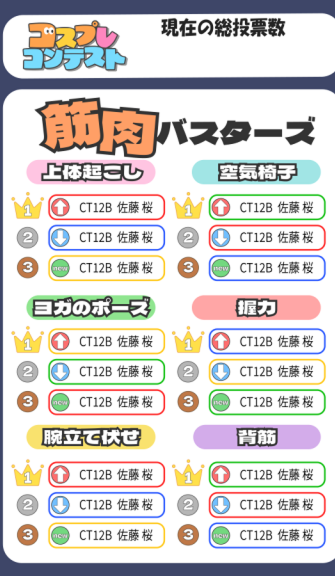 コスプレ
コンテスト
現在の総投票数
筋肉バスターズ
上体起こし
1 CT12B 佐藤 桜
2 CT12B 佐藤 桜
3 new CT12B 佐藤 桜
空気椅子
1 CT12B 佐藤 桜
2 CT12B 佐藤 桜
3 new CT12B 佐藤 桜
ヨガのポーズ
1 CT12B 佐藤 桜
2 CT12B 佐藤 桜
3 new CT12B 佐藤 桜
握力
1 CT12B 佐藤 桜
2 CT12B 佐藤 桜
3 new CT12B 佐藤 桜
腕立て伏せ
1 CT12B 佐藤 桜
2 CT12B 佐藤 桜
3 new CT12B 佐藤 桜
背筋
1 CT12B 佐藤 桜
2 CT12B 佐藤 桜
3 new CT12B 佐藤 桜